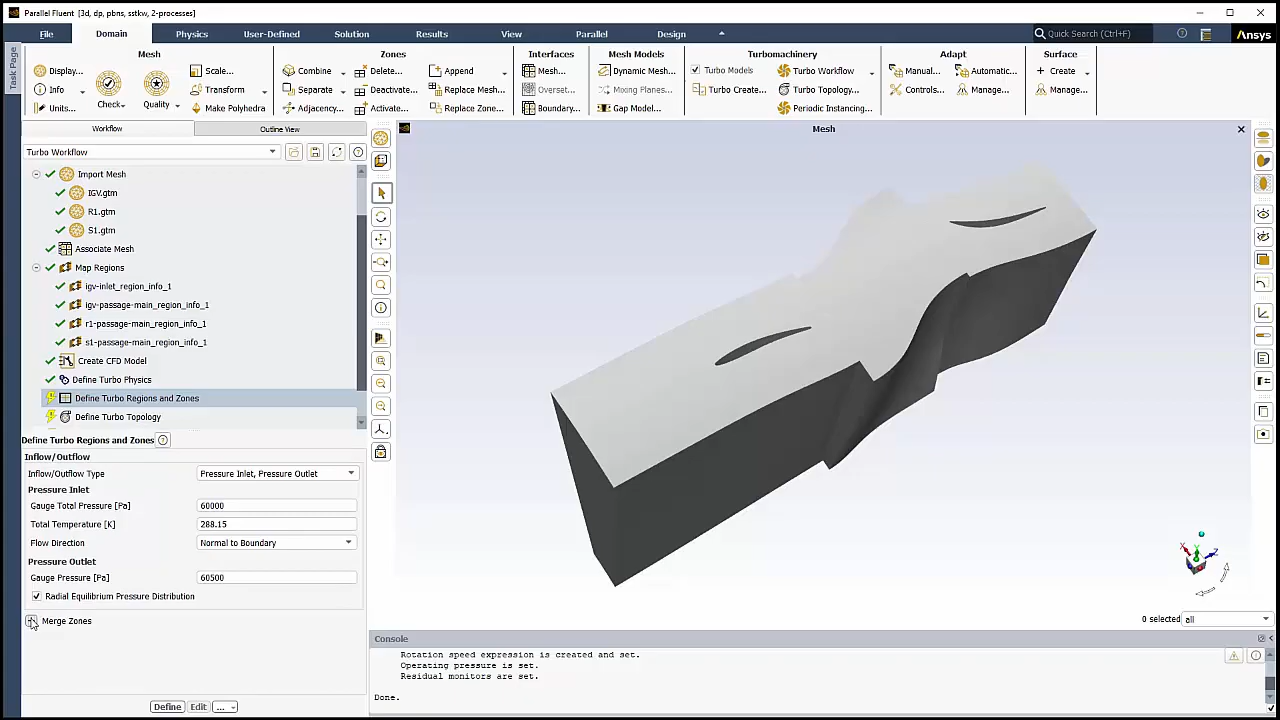 Parallel Fluent [3d, dp, pbns, sstkw, 2-processes]
File Domain Physics User-Defined Solution Results View Parallel Design
Quick Search (Ctrl+F)
Ansys
Task Page
Mesh Zones Interfaces Mesh Models Turbomachinery Adapt Surface
Display... Scale... Combine Delete... Append Mesh... Dynamic Mesh... Turbo Models Turbo Workflow Manual... Automatic... Create
Info Check Quality Transform Separate Deactivate... Replace Mesh... Overset... Mixing Planes... Turbo Create... Turbo Topology... Controls... Manage... Manage...
Units... Make Polyhedra Adjacency... Activate... Replace Zone... Boundary... Gap Model... Periodic Instancing...
Workflow Outline View
Mesh
Turbo Workflow
Import Mesh
IGV.gtm
R1.gtm
S1.gtm
Associate Mesh
Map Regions
igv-inlet_region_info_1
igv-passage-main_region_info_1
r1-passage-main_region_info_1
s1-passage-main_region_info_1
Create CFD Model
Define Turbo Physics
Define Turbo Regions and Zones
Define Turbo Topology
Define Turbo Regions and Zones
Inflow/Outflow
Inflow/Outflow Type Pressure Inlet, Pressure Outlet
Pressure Inlet
Gauge Total Pressure [Pa] 60000
Total Temperature [K] 288.15
Flow Direction Normal to Boundary
Pressure Outlet
Gauge Pressure [Pa] 60500
Radial Equilibrium Pressure Distribution
Merge Zones
Define Edit ...
X Y Z
0 selected all
Console
Rotation speed expression is created and set.
Operating pressure is set.
Residual monitors are set.
Done.